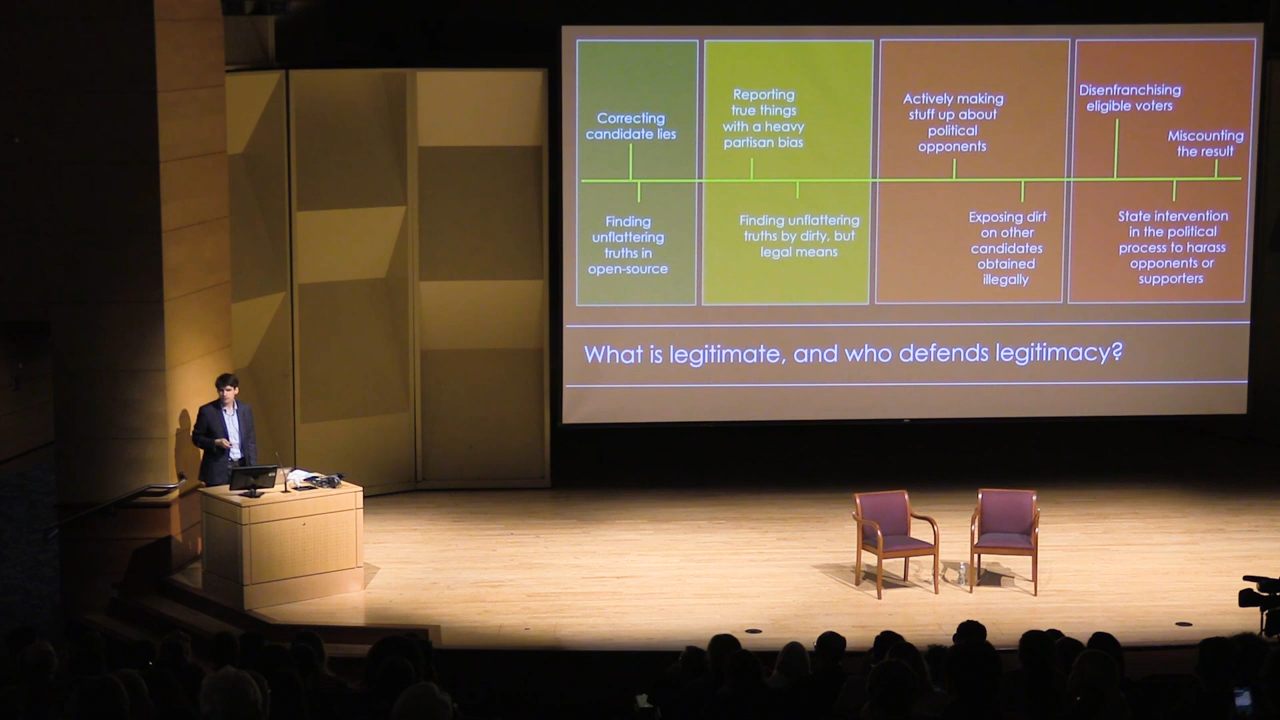 Correcting
candidate lies
Finding
unflattering
truths in
open-source
Reporting
true things
with a heavy
partisan bias
Finding unflattering
truths by dirty, but
legal means
Actively making
stuff up about
political
opponents
Exposing dirt
on other
candidates
obtained
illegally
Disenfranchising
eligible voters
Miscounting
the result
State intervention
in the political
process to harass
opponents or
supporters
What is legitimate, and who defends legitimacy?